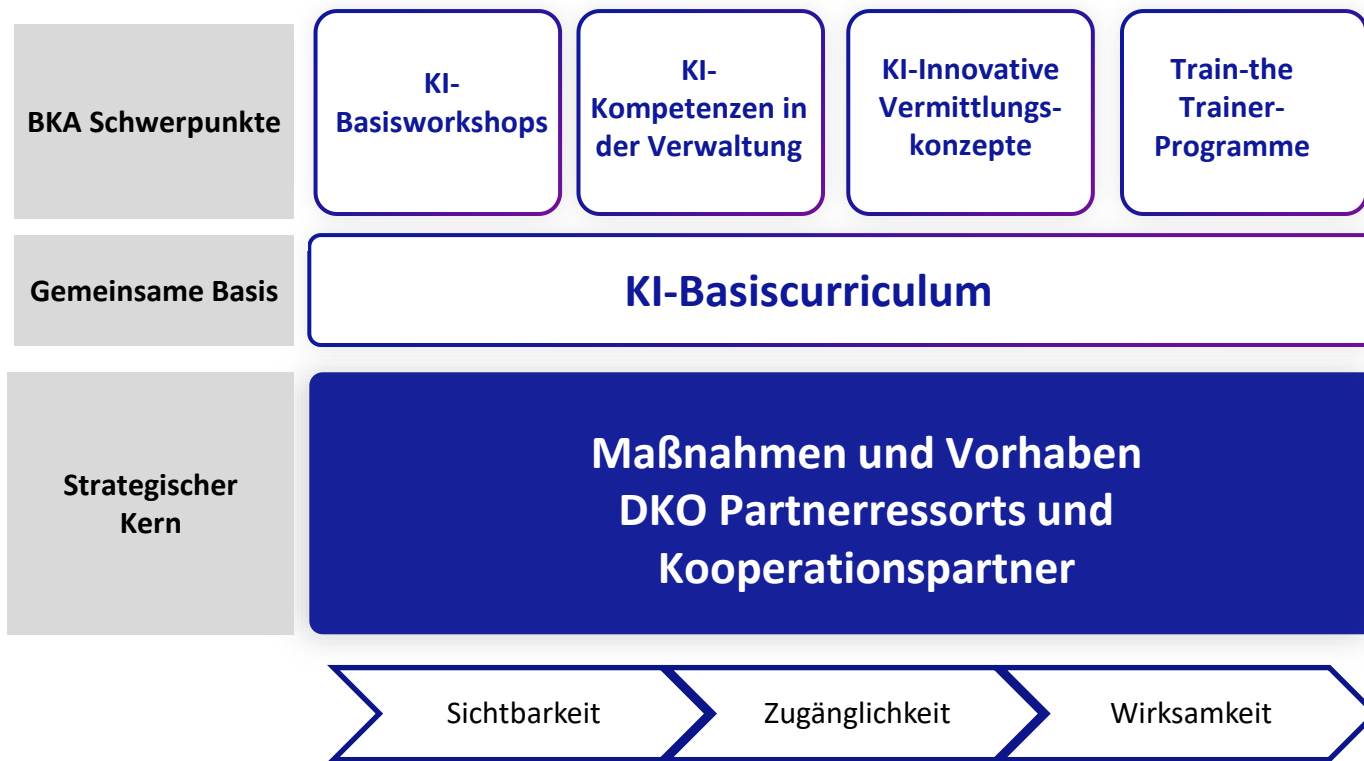 BKA Schwerpunkte
KI-
Basisworkshops
KI-
Kompetenzen in
der Verwaltung
KI-Innovative
Vermittlungs-
konzepte
Train-the
Trainer-
Programme
Gemeinsame Basis
KI-Basiscurriculum
Strategischer
Kern
Maßnahmen und Vorhaben
DKO Partnerressorts und
Kooperationspartner
Sichtbarkeit
Zugänglichkeit
Wirksamkeit